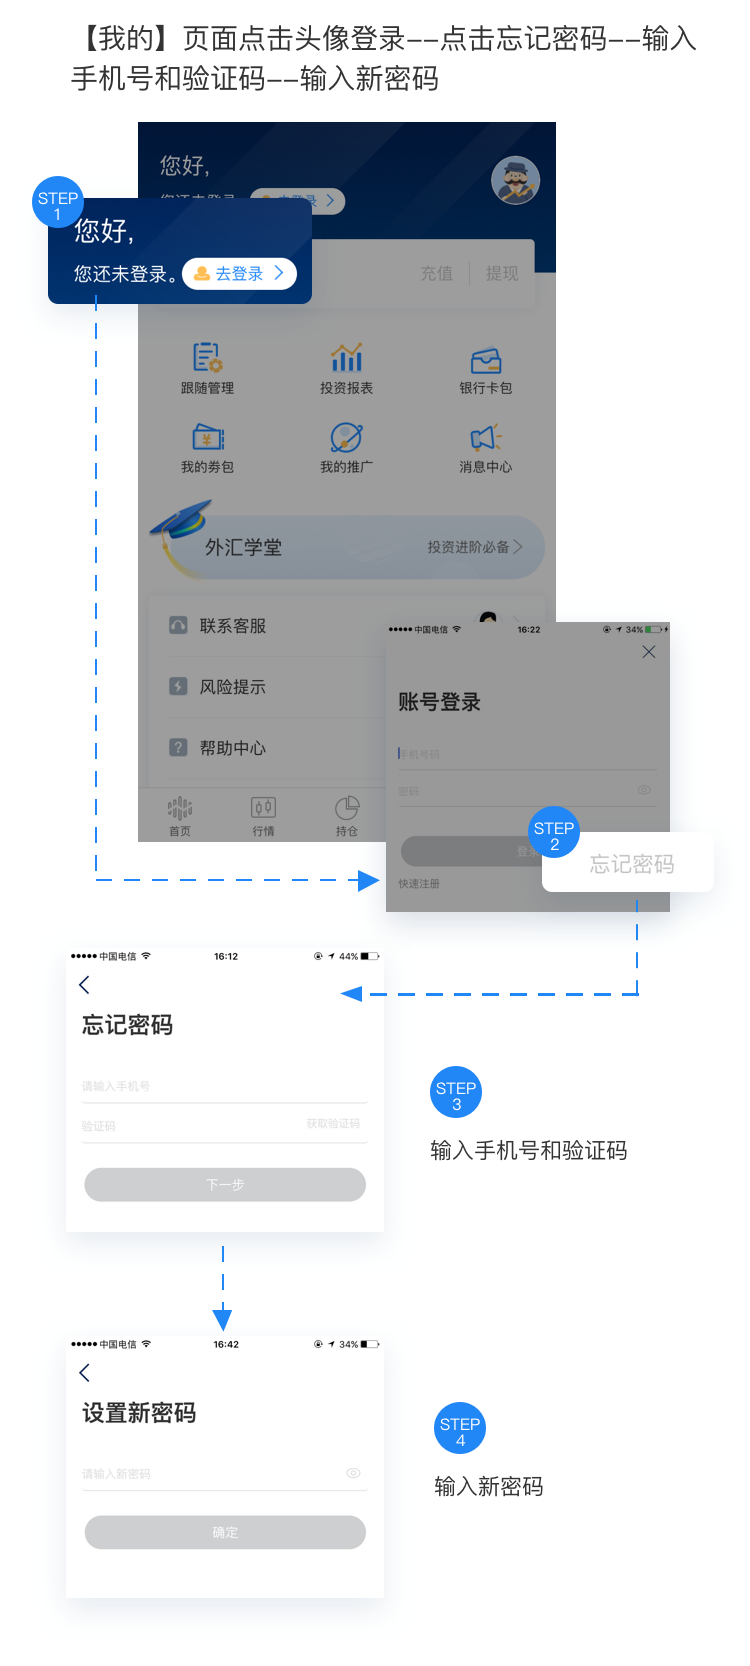 【我的】页面点击头像登录--点击忘记密码--输入
手机号和验证码--输入新密码
您好,
STEP
1
您好,
您还未登录。 去登录
充值 提现
跟随管理 投资报表 银行卡包
我的券包 我的推广 消息中心
外汇学堂 投资进阶必备
联系客服
中国电信 16:22 34%
风险提示
账号登录
帮助中心
手机号码
密码
首页 行情 持仓
STEP
2
登录
忘记密码
快速注册
中国电信 16:12 44%
忘记密码
请输入手机号
验证码 获取验证码
下一步
STEP
3
输入手机号和验证码
中国电信 16:42 34%
设置新密码
请输入新密码
确定
STEP
4
输入新密码